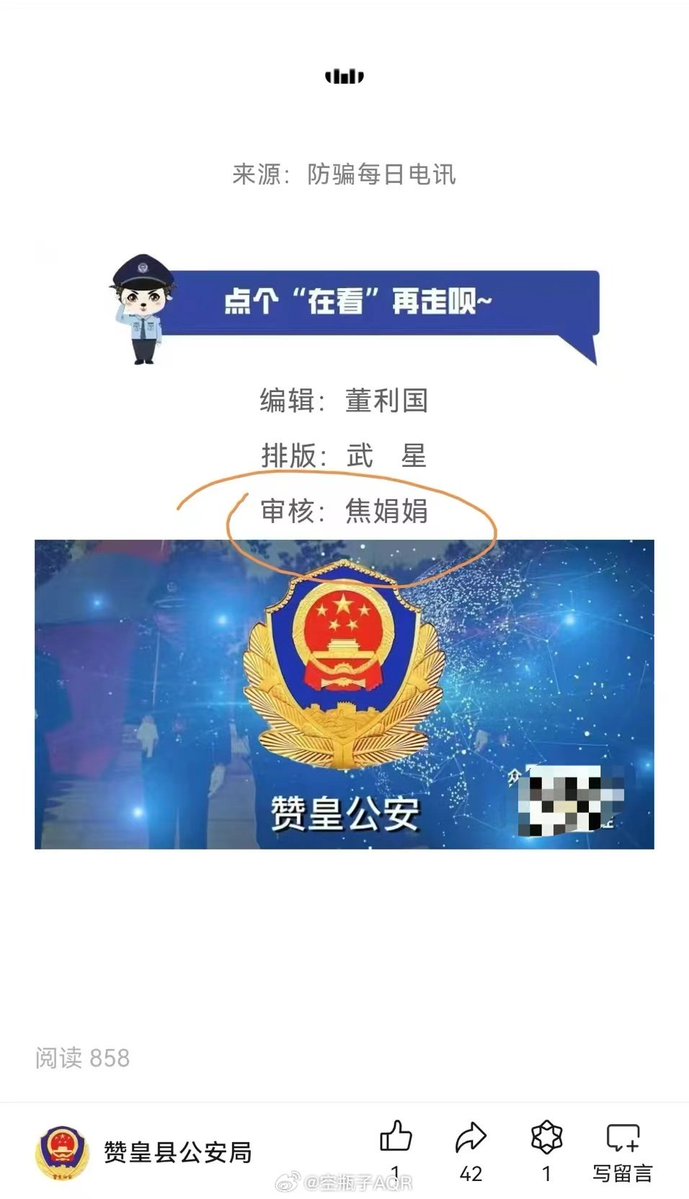 来源：防骗每日电讯
点个“在看”再走呗~
编辑：董利国
排版：武 星
审核：焦娟娟
赞皇公安
阅读 858
赞皇县公安局
1
42
1
写留言
@空瓶子AQR